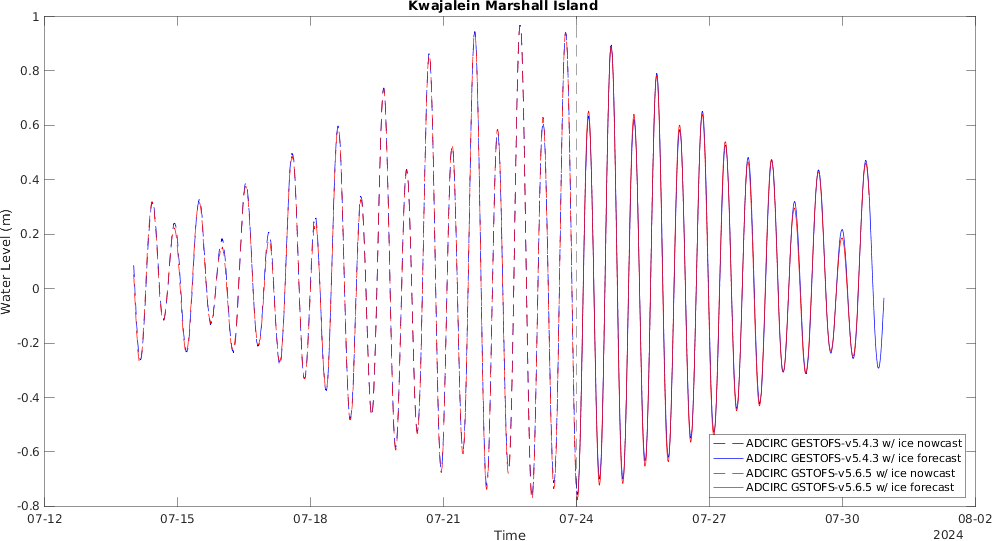 Kwajalein Marshall Island
1
0.8
0.6
0.4
0.2
0
-0.2
-0.4
-0.6
-0.8
Water Level (m)
ADCIRC GESTOFS-v5.4.3 w/ ice nowcast
ADCIRC GESTOFS-v5.4.3 w/ ice forecast
ADCIRC GSTOFS-v5.6.5 w/ ice nowcast
ADCIRC GSTOFS-v5.6.5 w/ ice forecast
07-12 07-15 07-18 07-21 07-24 07-27 07-30 08-02
Time
2024